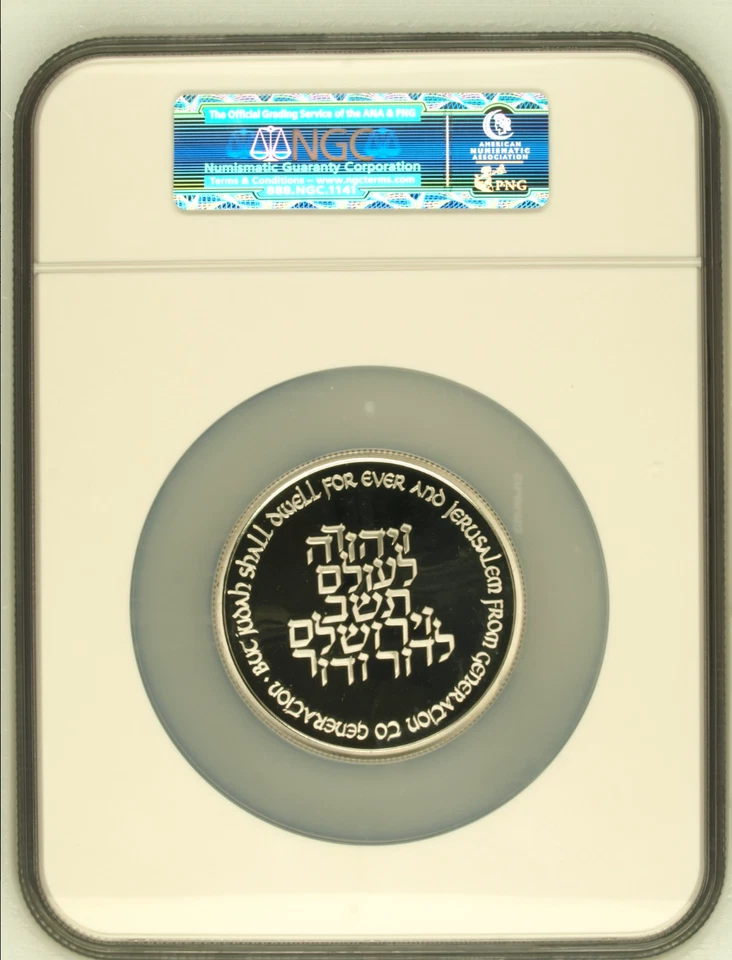 The Official Grading Service of the ANA & PNG
NGC
Numismatic Guaranty Corporation
Terms & Conditions – www.ngcterms.com
888.NGC.1141
AMERICAN
NUMISMATIC
ASSOCIATION
PNG
But Judah shall dwell for ever and Jerusalem from generation to generation ·
ויהודה
לעולם
תשב
וירושלם
לדור ודור